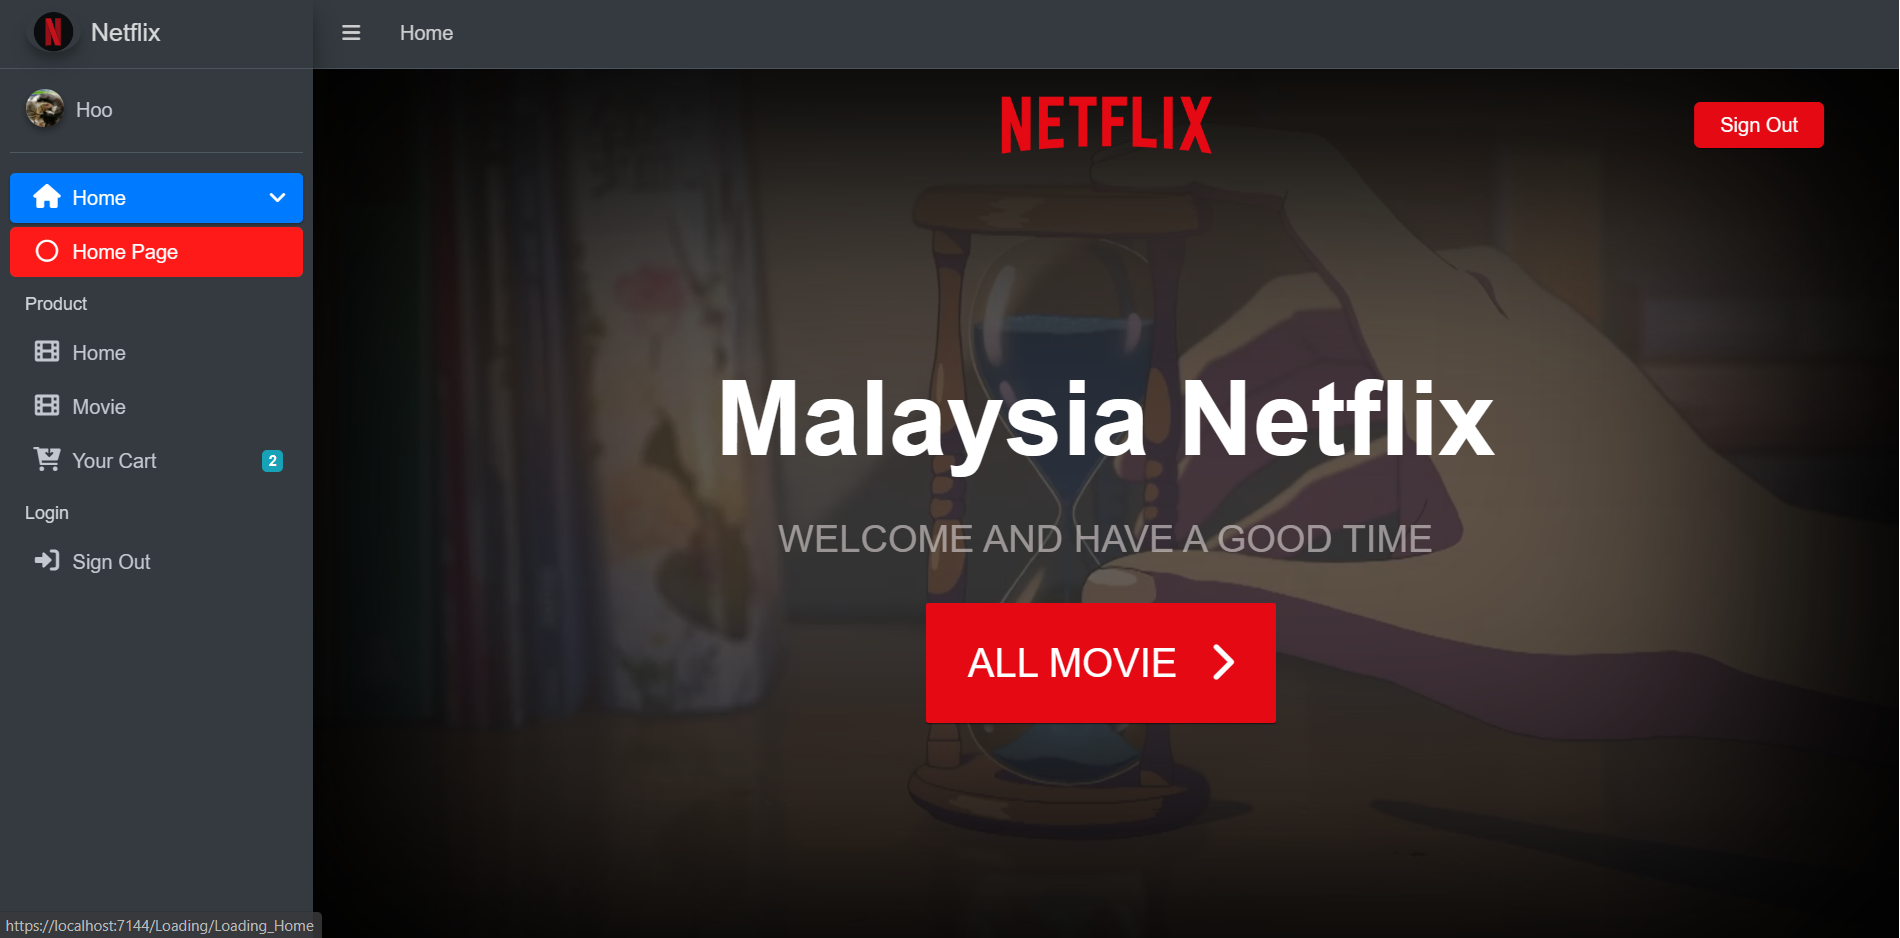 Netflix
Home
Hoo
Home
Home Page
Product
Home
Movie
Your Cart 2
Login
Sign Out
NETFLIX
Sign Out
Malaysia Netflix
WELCOME AND HAVE A GOOD TIME
ALL MOVIE
https://localhost:7144/Loading/Loading_Home